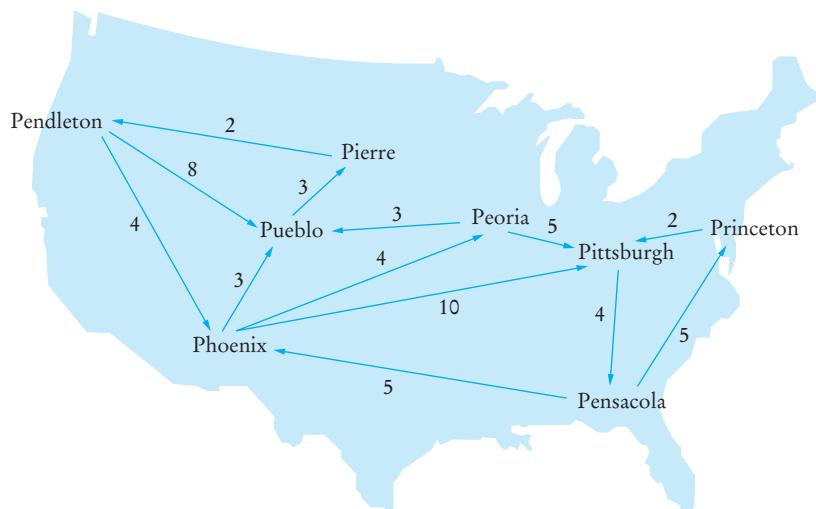 Pendleton
2
Pierre
8
3
4
Pueblo
3
Peoria
5
2
Princeton
Pittsburgh
3
4
10
4
5
Phoenix
5
Pensacola